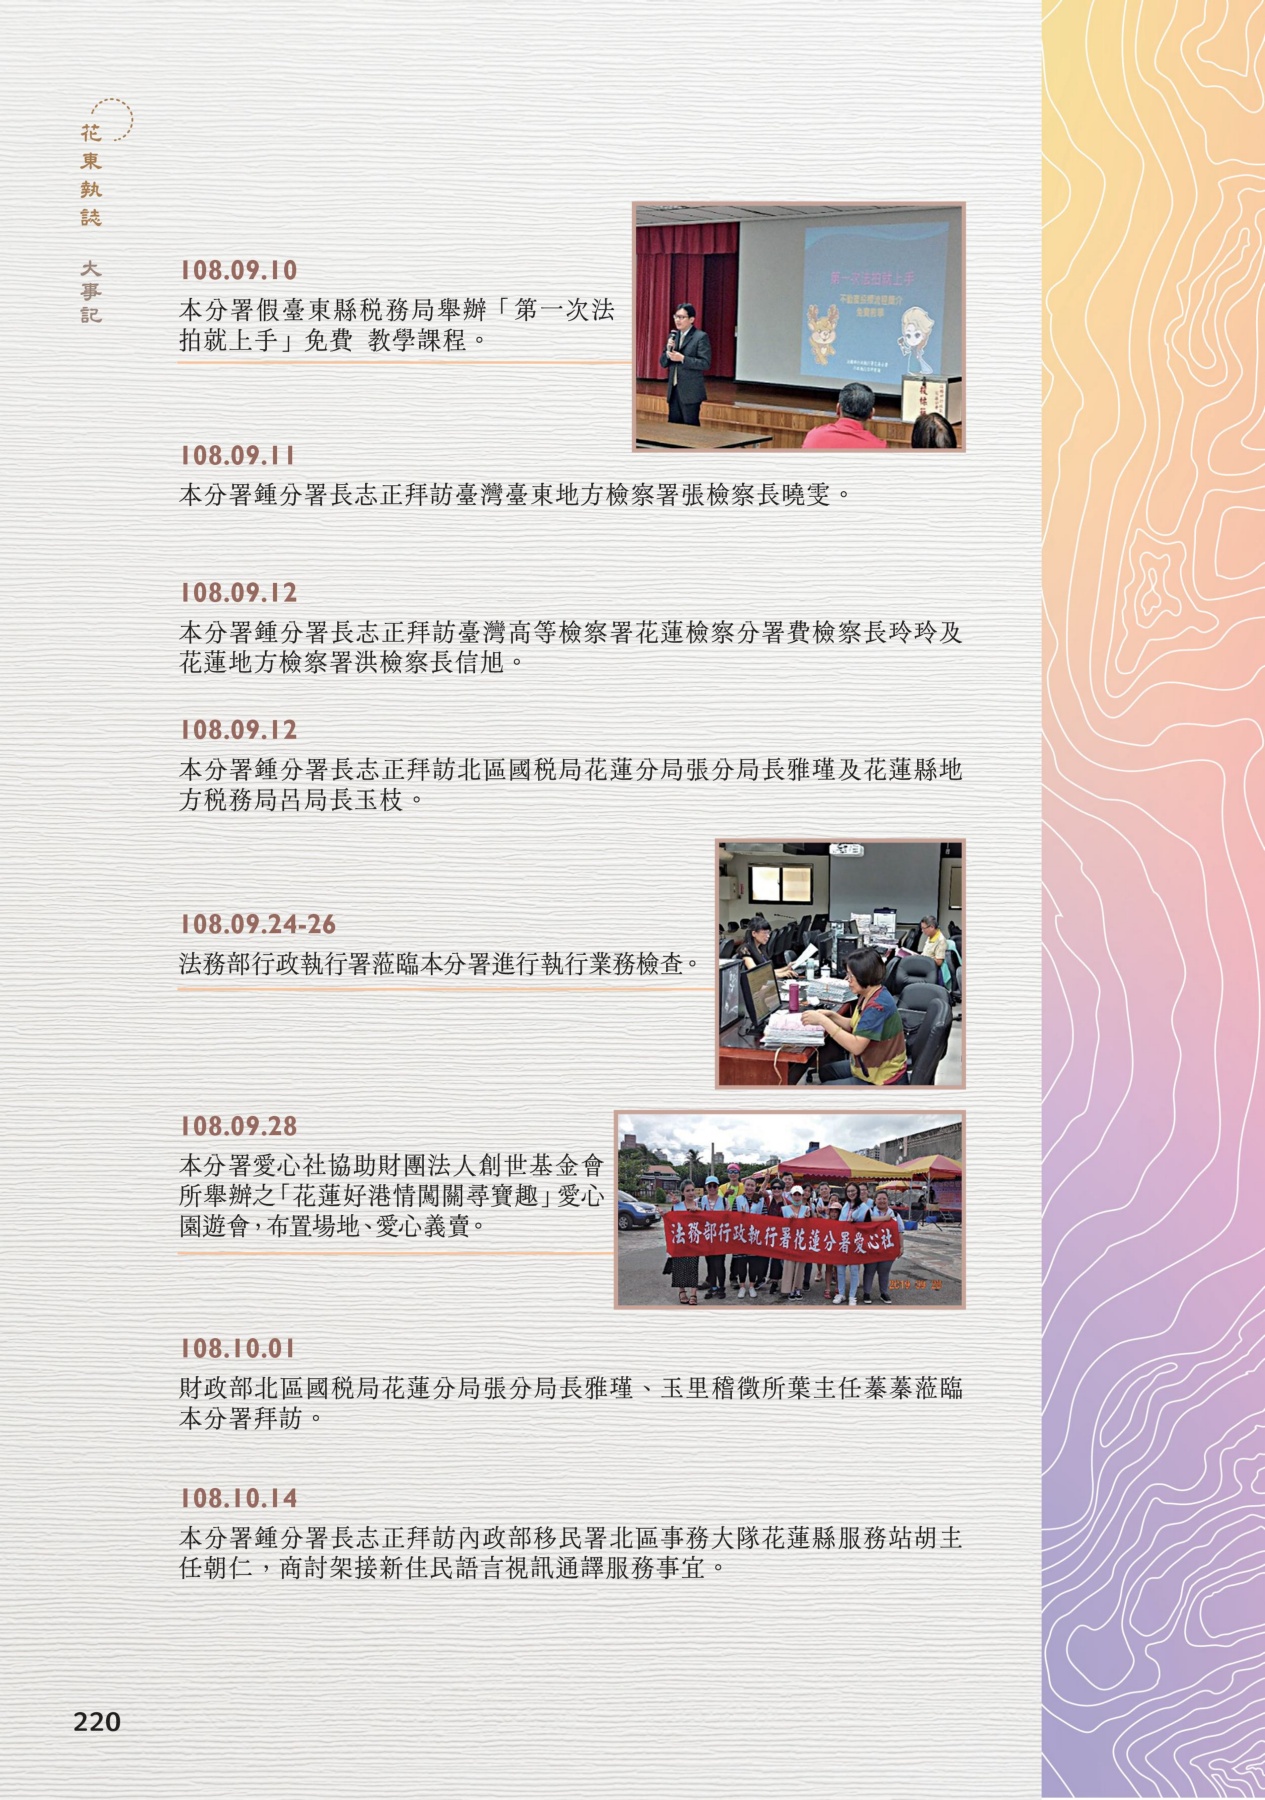 花東執誌 大事記
108.09.10
本分署假臺東縣税務局舉辦「第一次法
拍就上手」免費 教學課程。
第一次法拍就上手
108.09.11
本分署鍾分署長志正拜訪臺灣臺東地方檢察署張檢察長曉雯。
108.09.12
本分署鍾分署長志正拜訪臺灣高等檢察署花蓮檢察分署費檢察長玲玲及
花蓮地方檢察署洪檢察長信旭。
108.09.12
本分署鍾分署長志正拜訪北區國税局花蓮分局張分局長雅瑾及花蓮縣地
方税務局呂局長玉枝。
108.09.24-26
法務部行政執行署蒞臨本分署進行執行業務檢查。
108.09.28
本分署愛心社協助財團法人創世基金會
所舉辦之「花蓮好港情闖關尋寶趣」愛心
園遊會，布置場地、愛心義賣。
法務部行政執行署花蓮分署愛心社
108.10.01
財政部北區國税局花蓮分局張分局長雅瑾、玉里稽徵所葉主任蓁蓁蒞臨
本分署拜訪。
108.10.14
本分署鍾分署長志正拜訪內政部移民署北區事務大隊花蓮縣服務站胡主
任朝仁，商討架接新住民語言視訊通譯服務事宜。
220